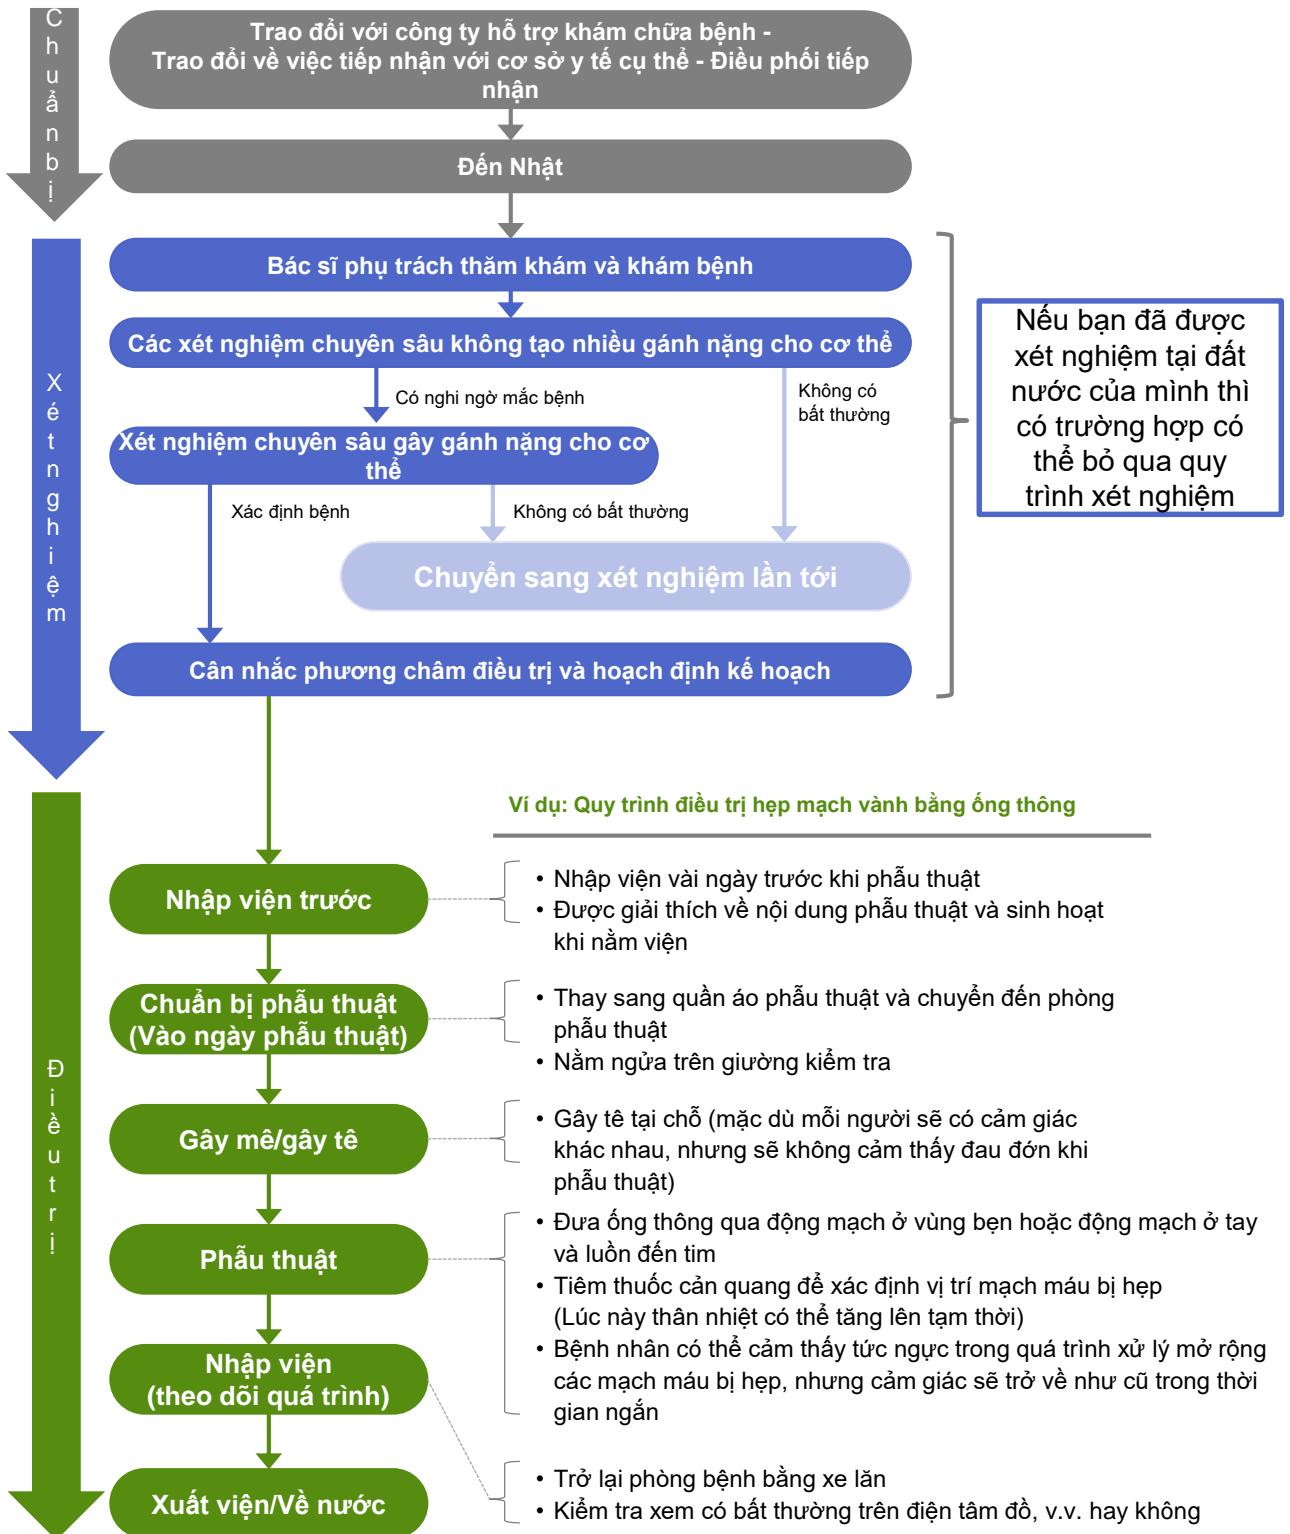 Chuẩn bị
Trao đổi với công ty hỗ trợ khám chữa bệnh -
Trao đổi về việc tiếp nhận với cơ sở y tế cụ thể - Điều phối tiếp
nhận
Đến Nhật
Xét nghiệm
Bác sĩ phụ trách thăm khám và khám bệnh
Các xét nghiệm chuyên sâu không tạo nhiều gánh nặng cho cơ thể
Có nghi ngờ mắc bệnh
Không có
bất thường
Xét nghiệm chuyên sâu gây gánh nặng cho cơ
thể
Xác định bệnh
Không có bất thường
Chuyển sang xét nghiệm lần tới
Cân nhắc phương châm điều trị và hoạch định kế hoạch
Nếu bạn đã được
xét nghiệm tại đất
nước của mình thì
có trường hợp có
thể bỏ qua quy
trình xét nghiệm
Điều trị
Ví dụ: Quy trình điều trị hẹp mạch vành bằng ống thông
Nhập viện trước
• Nhập viện vài ngày trước khi phẫu thuật
• Được giải thích về nội dung phẫu thuật và sinh hoạt
khi nằm viện
Chuẩn bị phẫu thuật
(Vào ngày phẫu thuật)
• Thay sang quần áo phẫu thuật và chuyển đến phòng
phẫu thuật
• Nằm ngửa trên giường kiểm tra
Gây mê/gây tê
• Gây tê tại chỗ (mặc dù mỗi người sẽ có cảm giác
khác nhau, nhưng sẽ không cảm thấy đau đớn khi
phẫu thuật)
Phẫu thuật
• Đưa ống thông qua động mạch ở vùng bẹn hoặc động mạch ở tay
và luồn đến tim
• Tiêm thuốc cản quang để xác định vị trí mạch máu bị hẹp
(Lúc này thân nhiệt có thể tăng lên tạm thời)
• Bệnh nhân có thể cảm thấy tức ngực trong quá trình xử lý mở rộng
các mạch máu bị hẹp, nhưng cảm giác sẽ trở về như cũ trong thời
gian ngắn
Nhập viện
(theo dõi quá trình)
• Trở lại phòng bệnh bằng xe lăn
• Kiểm tra xem có bất thường trên điện tâm đồ, v.v. hay không
Xuất viện/Về nước